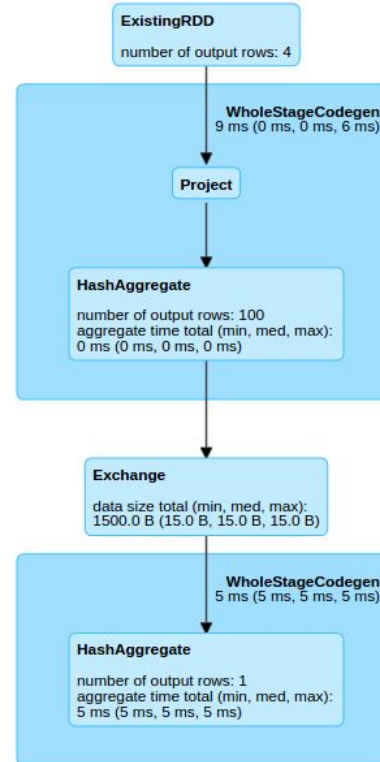 ExistingRDD
number of output rows: 4
WholeStageCodegen
9 ms (0 ms, 0 ms, 6 ms)
Project
HashAggregate
number of output rows: 100
aggregate time total (min, med, max):
0 ms (0 ms, 0 ms, 0 ms)
Exchange
data size total (min, med, max):
1500.0 B (15.0 B, 15.0 B, 15.0 B)
WholeStageCodegen
5 ms (5 ms, 5 ms, 5 ms)
HashAggregate
number of output rows: 1
aggregate time total (min, med, max):
5 ms (5 ms, 5 ms, 5 ms)